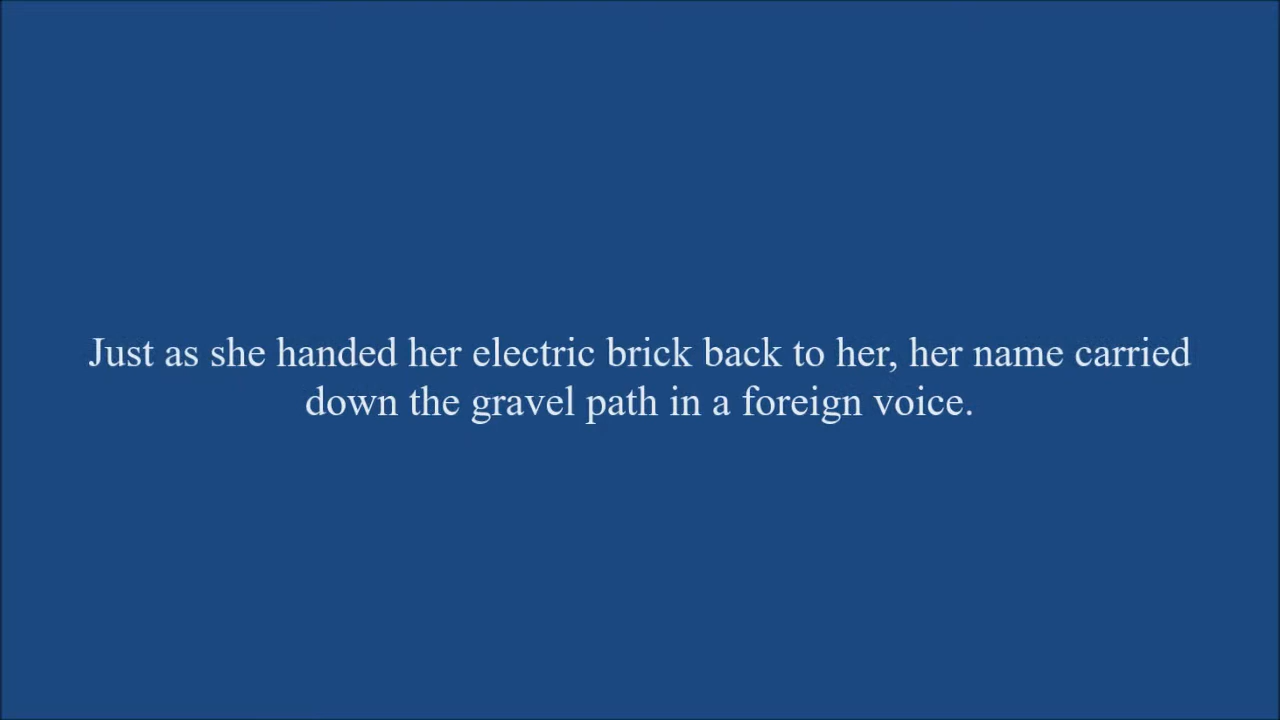 Just as she handed her electric brick back to her, her name carried
down the gravel path in a foreign voice.